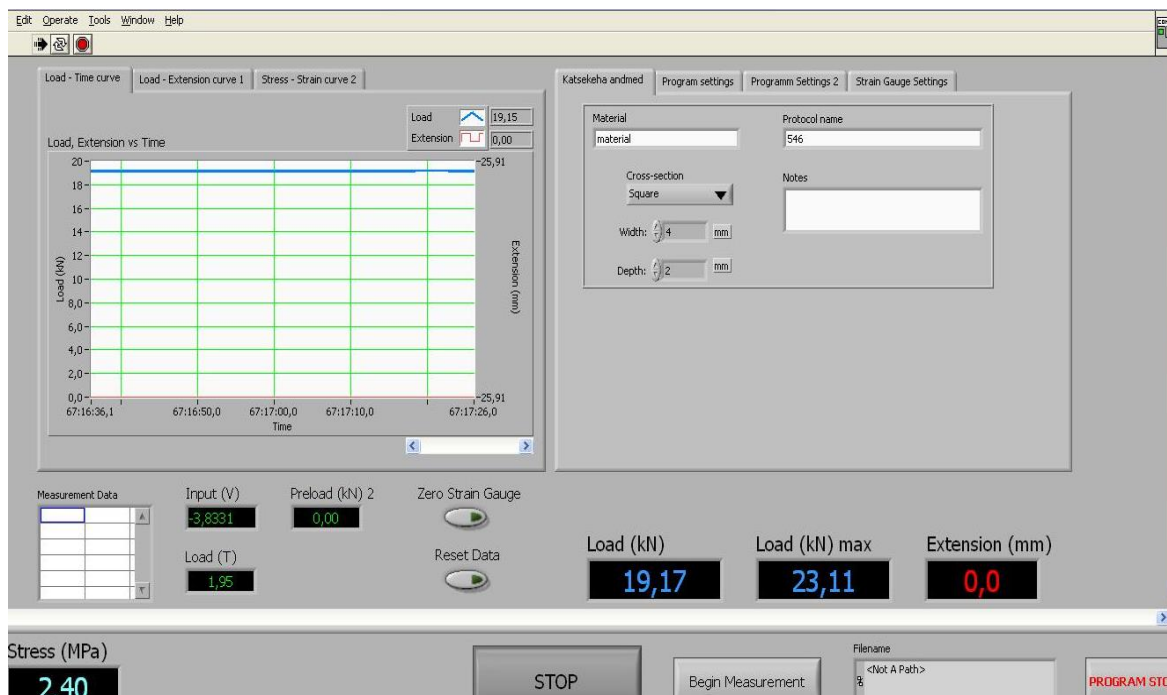 Edit Operate Tools Window Help
Load - Time curve Load - Extension curve 1 Stress - Strain curve 2
Load 19,15
Extension 0,00
Load, Extension vs Time
20
18
16
14
12
10
8,0
6,0
4,0
2,0
0,0
Load (kN)
-25,91
-25,91
Extension (mm)
67:16:36,1 67:16:50,0 67:17:00,0 67:17:10,0 67:17:26,0
Time
Katsekeha andmed Program settings Programm Settings 2 Strain Gauge Settings
Material Protocol name
material 546
Cross-section Notes
Square
Width: 4 mm
Depth: 2 mm
Measurement Data Input (V) Preload (kN) 2 Zero Strain Gauge
-3,8331 0,00
Load (T) Reset Data
1,95
Load (kN) Load (kN) max Extension (mm)
19,17 23,11 0,0
Stress (MPa)
2,40
STOP
Begin Measurement
Filename
<Not A Path>
PROGRAM STO